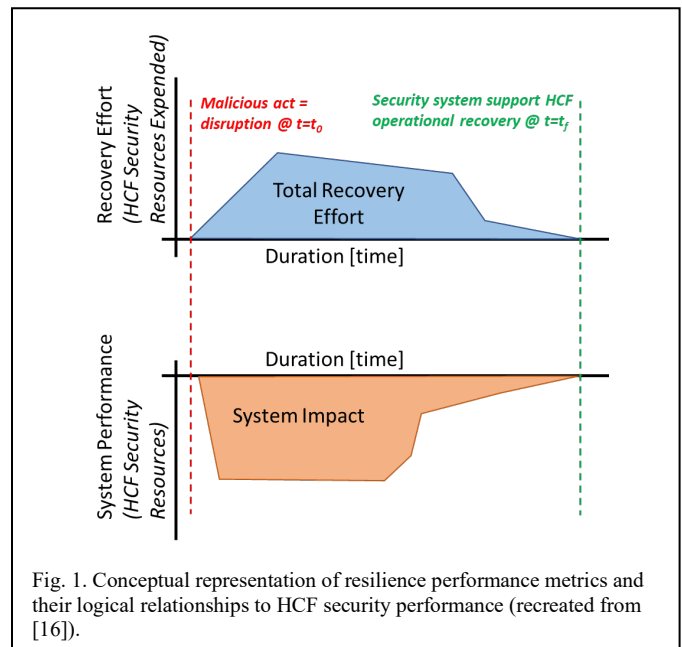 Recovery Effort
(HCF Security
Resources Expended)
Malicious act =
disruption @ t=t0
Security system support HCF
operational recovery @ t=tf
Total Recovery
Effort
Duration [time]
System Performance
(HCF Security
Resources)
Duration [time]
System Impact
Fig. 1. Conceptual representation of resilience performance metrics and
their logical relationships to HCF security performance (recreated from
[16]).